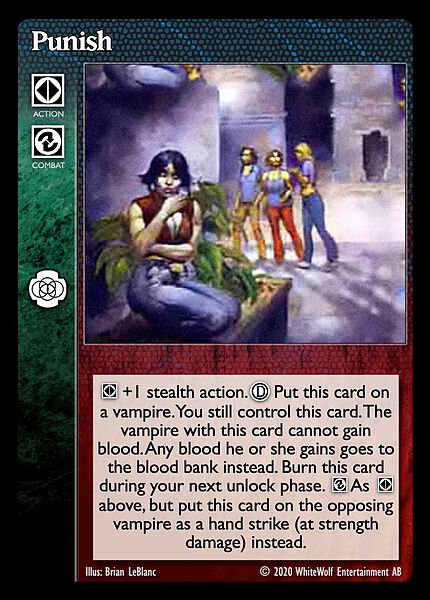 Punish
ACTION
COMBAT
+1 stealth action. D Put this card on
a vampire. You still control this card. The
vampire with this card cannot gain
blood. Any blood he or she gains goes to
the blood bank instead. Burn this card
during your next unlock phase. As
above, but put this card on the opposing
vampire as a hand strike (at strength
damage) instead.
Illus: Brian LeBlanc © 2020 WhiteWolf Entertainment AB